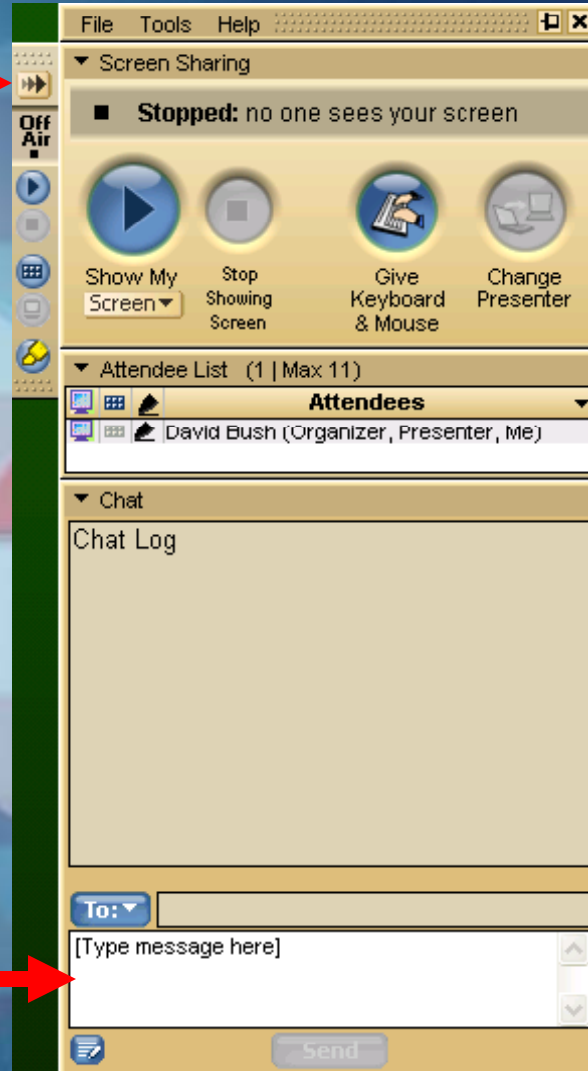 File Tools Help
Screen Sharing
Off
Air
Stopped: no one sees your screen
Show My
Screen
Stop
Showing
Screen
Give
Keyboard
& Mouse
Change
Presenter
Attendee List (1 | Max 11)
Attendees
David Bush (Organizer, Presenter, Me)
Chat
Chat Log
To:
[Type message here]
Send